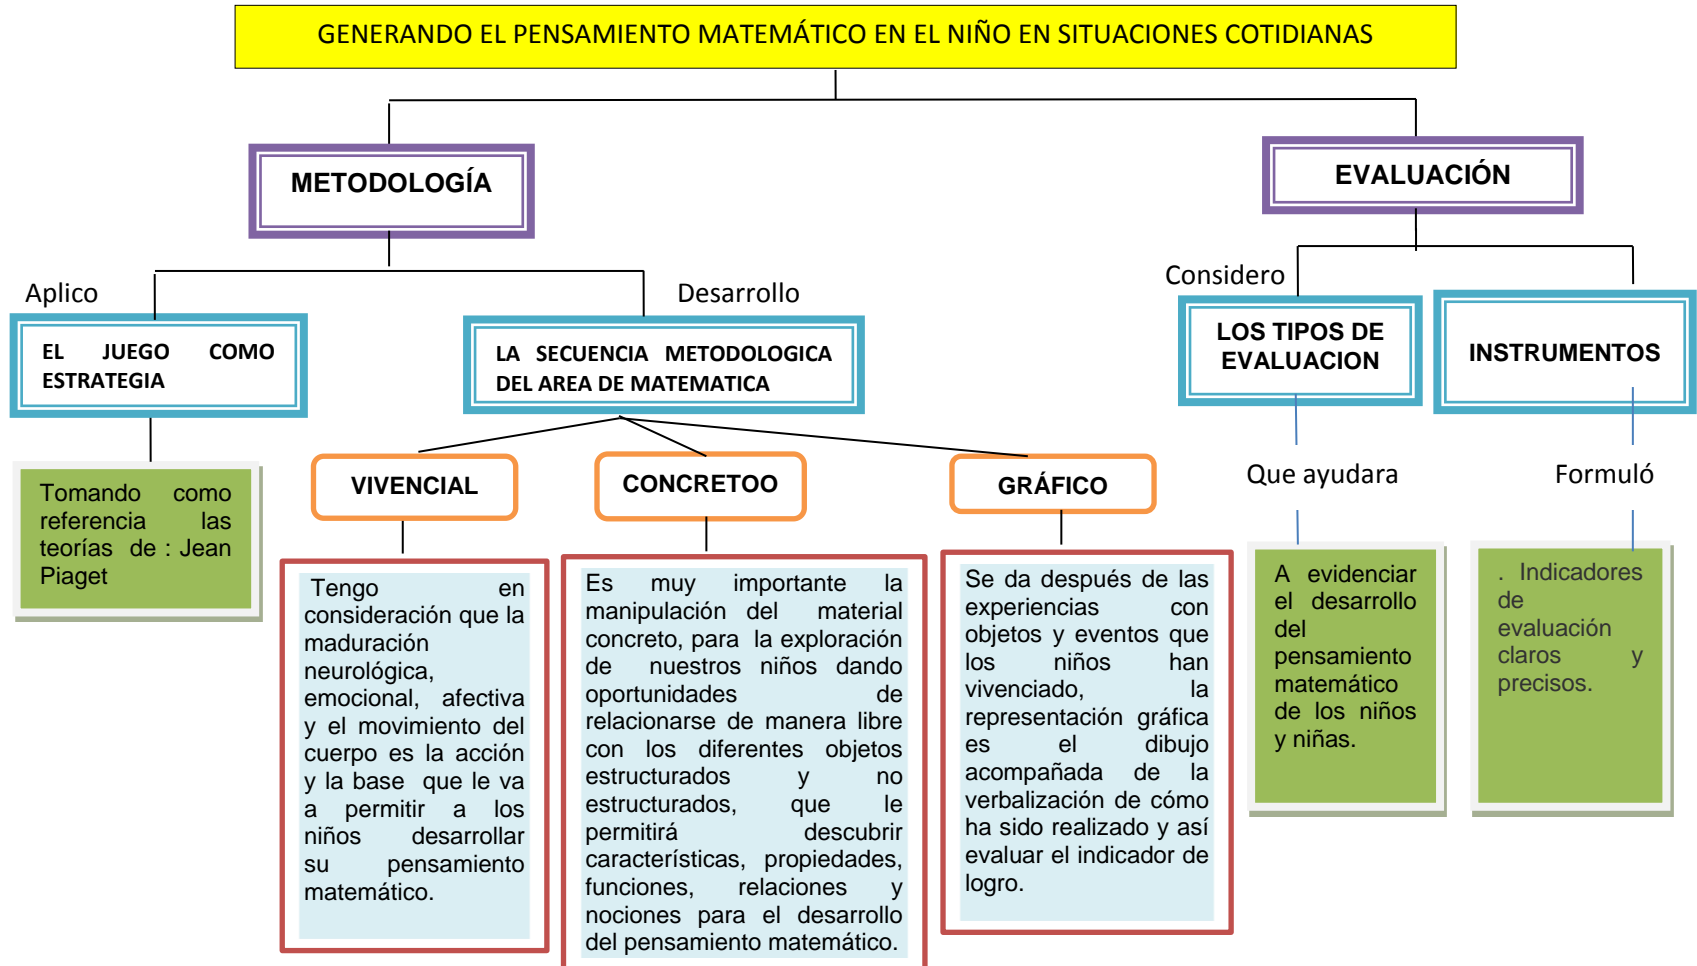 GENERANDO EL PENSAMIENTO MATEMÁTICO EN EL NIÑO EN SITUACIONES COTIDIANAS
METODOLOGÍA
EVALUACIÓN
Aplico
Desarrollo
Considero
EL JUEGO COMO
ESTRATEGIA
LA SECUENCIA METODOLOGICA
DEL AREA DE MATEMATICA
LOS TIPOS DE
EVALUACION
INSTRUMENTOS
Tomando como
referencia las
teorías de : Jean
Piaget
VIVENCIAL
CONCRETOO
GRÁFICO
Que ayudara
Formuló
Tengo en
consideración que la
maduración
neurológica,
emocional, afectiva
y el movimiento del
cuerpo es la acción
y la base que le va
a permitir a los
niños desarrollar
su pensamiento
matemático.
Es muy importante la
manipulación del material
concreto, para la exploración
de nuestros niños dando
oportunidades de
relacionarse de manera libre
con los diferentes objetos
estructurados y no
estructurados, que le
permitirá descubrir
características, propiedades,
funciones, relaciones y
nociones para el desarrollo
del pensamiento matemático.
Se da después de las
experiencias con
objetos y eventos que
los niños han
vivenciado, la
representación gráfica
es el dibujo
acompañada de la
verbalización de cómo
ha sido realizado y así
evaluar el indicador de
logro.
A evidenciar
el desarrollo
del
pensamiento
matemático
de los niños
y niñas.
. Indicadores
de
evaluación
claros y
precisos.